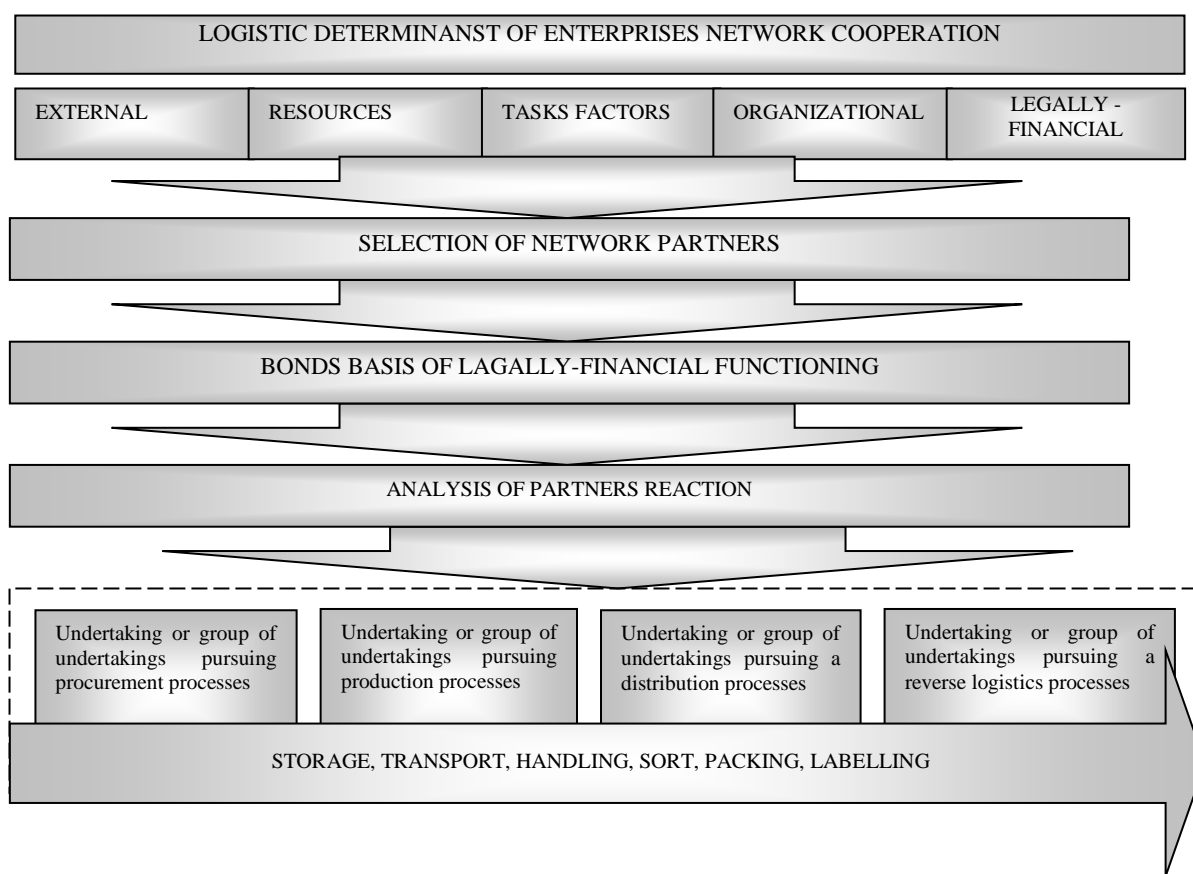 LOGISTIC DETERMINANST OF ENTERPRISES NETWORK COOPERATION
EXTERNAL
RESOURCES
TASKS FACTORS
ORGANIZATIONAL
LEGALLY -
FINANCIAL
SELECTION OF NETWORK PARTNERS
BONDS BASIS OF LAGALLY-FINANCIAL FUNCTIONING
ANALYSIS OF PARTNERS REACTION
Undertaking or group of
undertakings pursuing
procurement processes
Undertaking or group of
undertakings pursuing
production processes
Undertaking or group of
undertakings pursuing a
distribution processes
Undertaking or group of
undertakings pursuing a
reverse logistics processes
STORAGE, TRANSPORT, HANDLING, SORT, PACKING, LABELLING